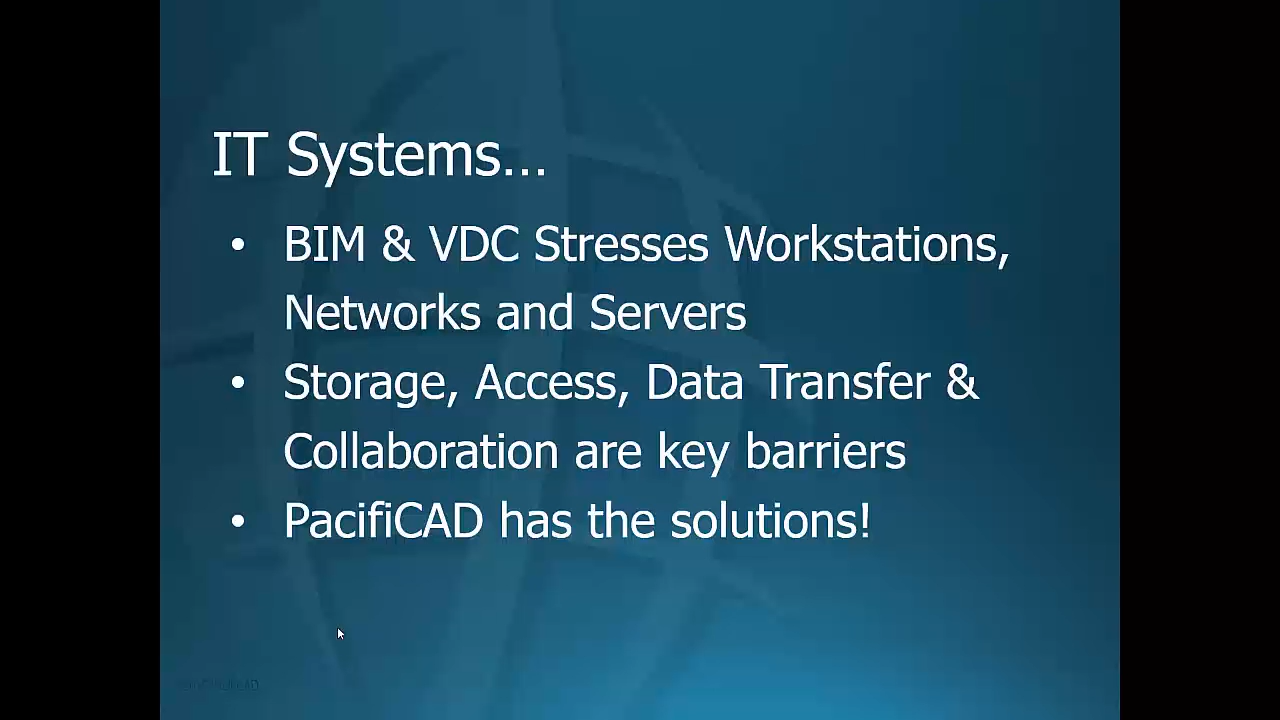 IT Systems...
• BIM & VDC Stresses Workstations,
Networks and Servers
• Storage, Access, Data Transfer &
Collaboration are key barriers
• PacifiCAD has the solutions!